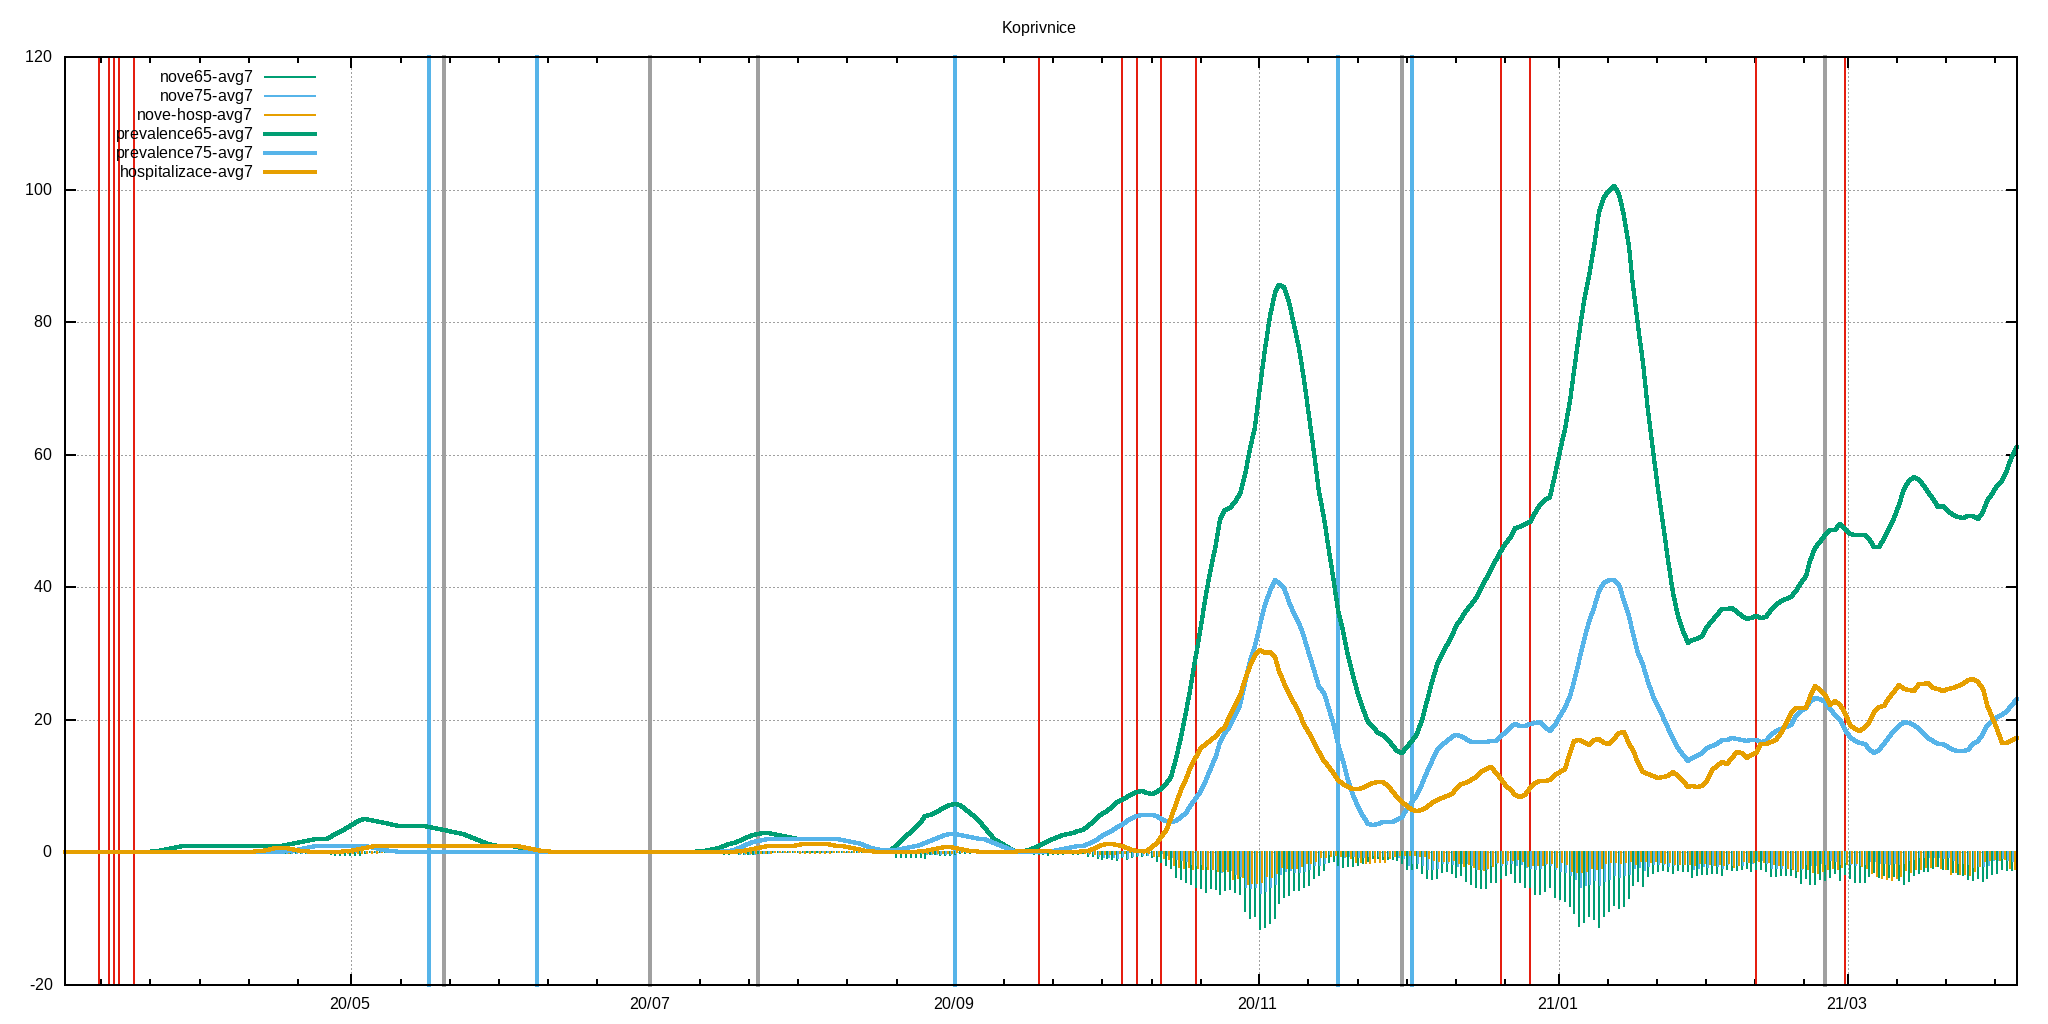 Koprivnice
120
100
80
60
40
20
0
-20
nove65-avg7
nove75-avg7
nove-hosp-avg7
prevalence65-avg7
prevalence75-avg7
hospitalizace-avg7
20/05
20/07
20/09
20/11
21/01
21/03